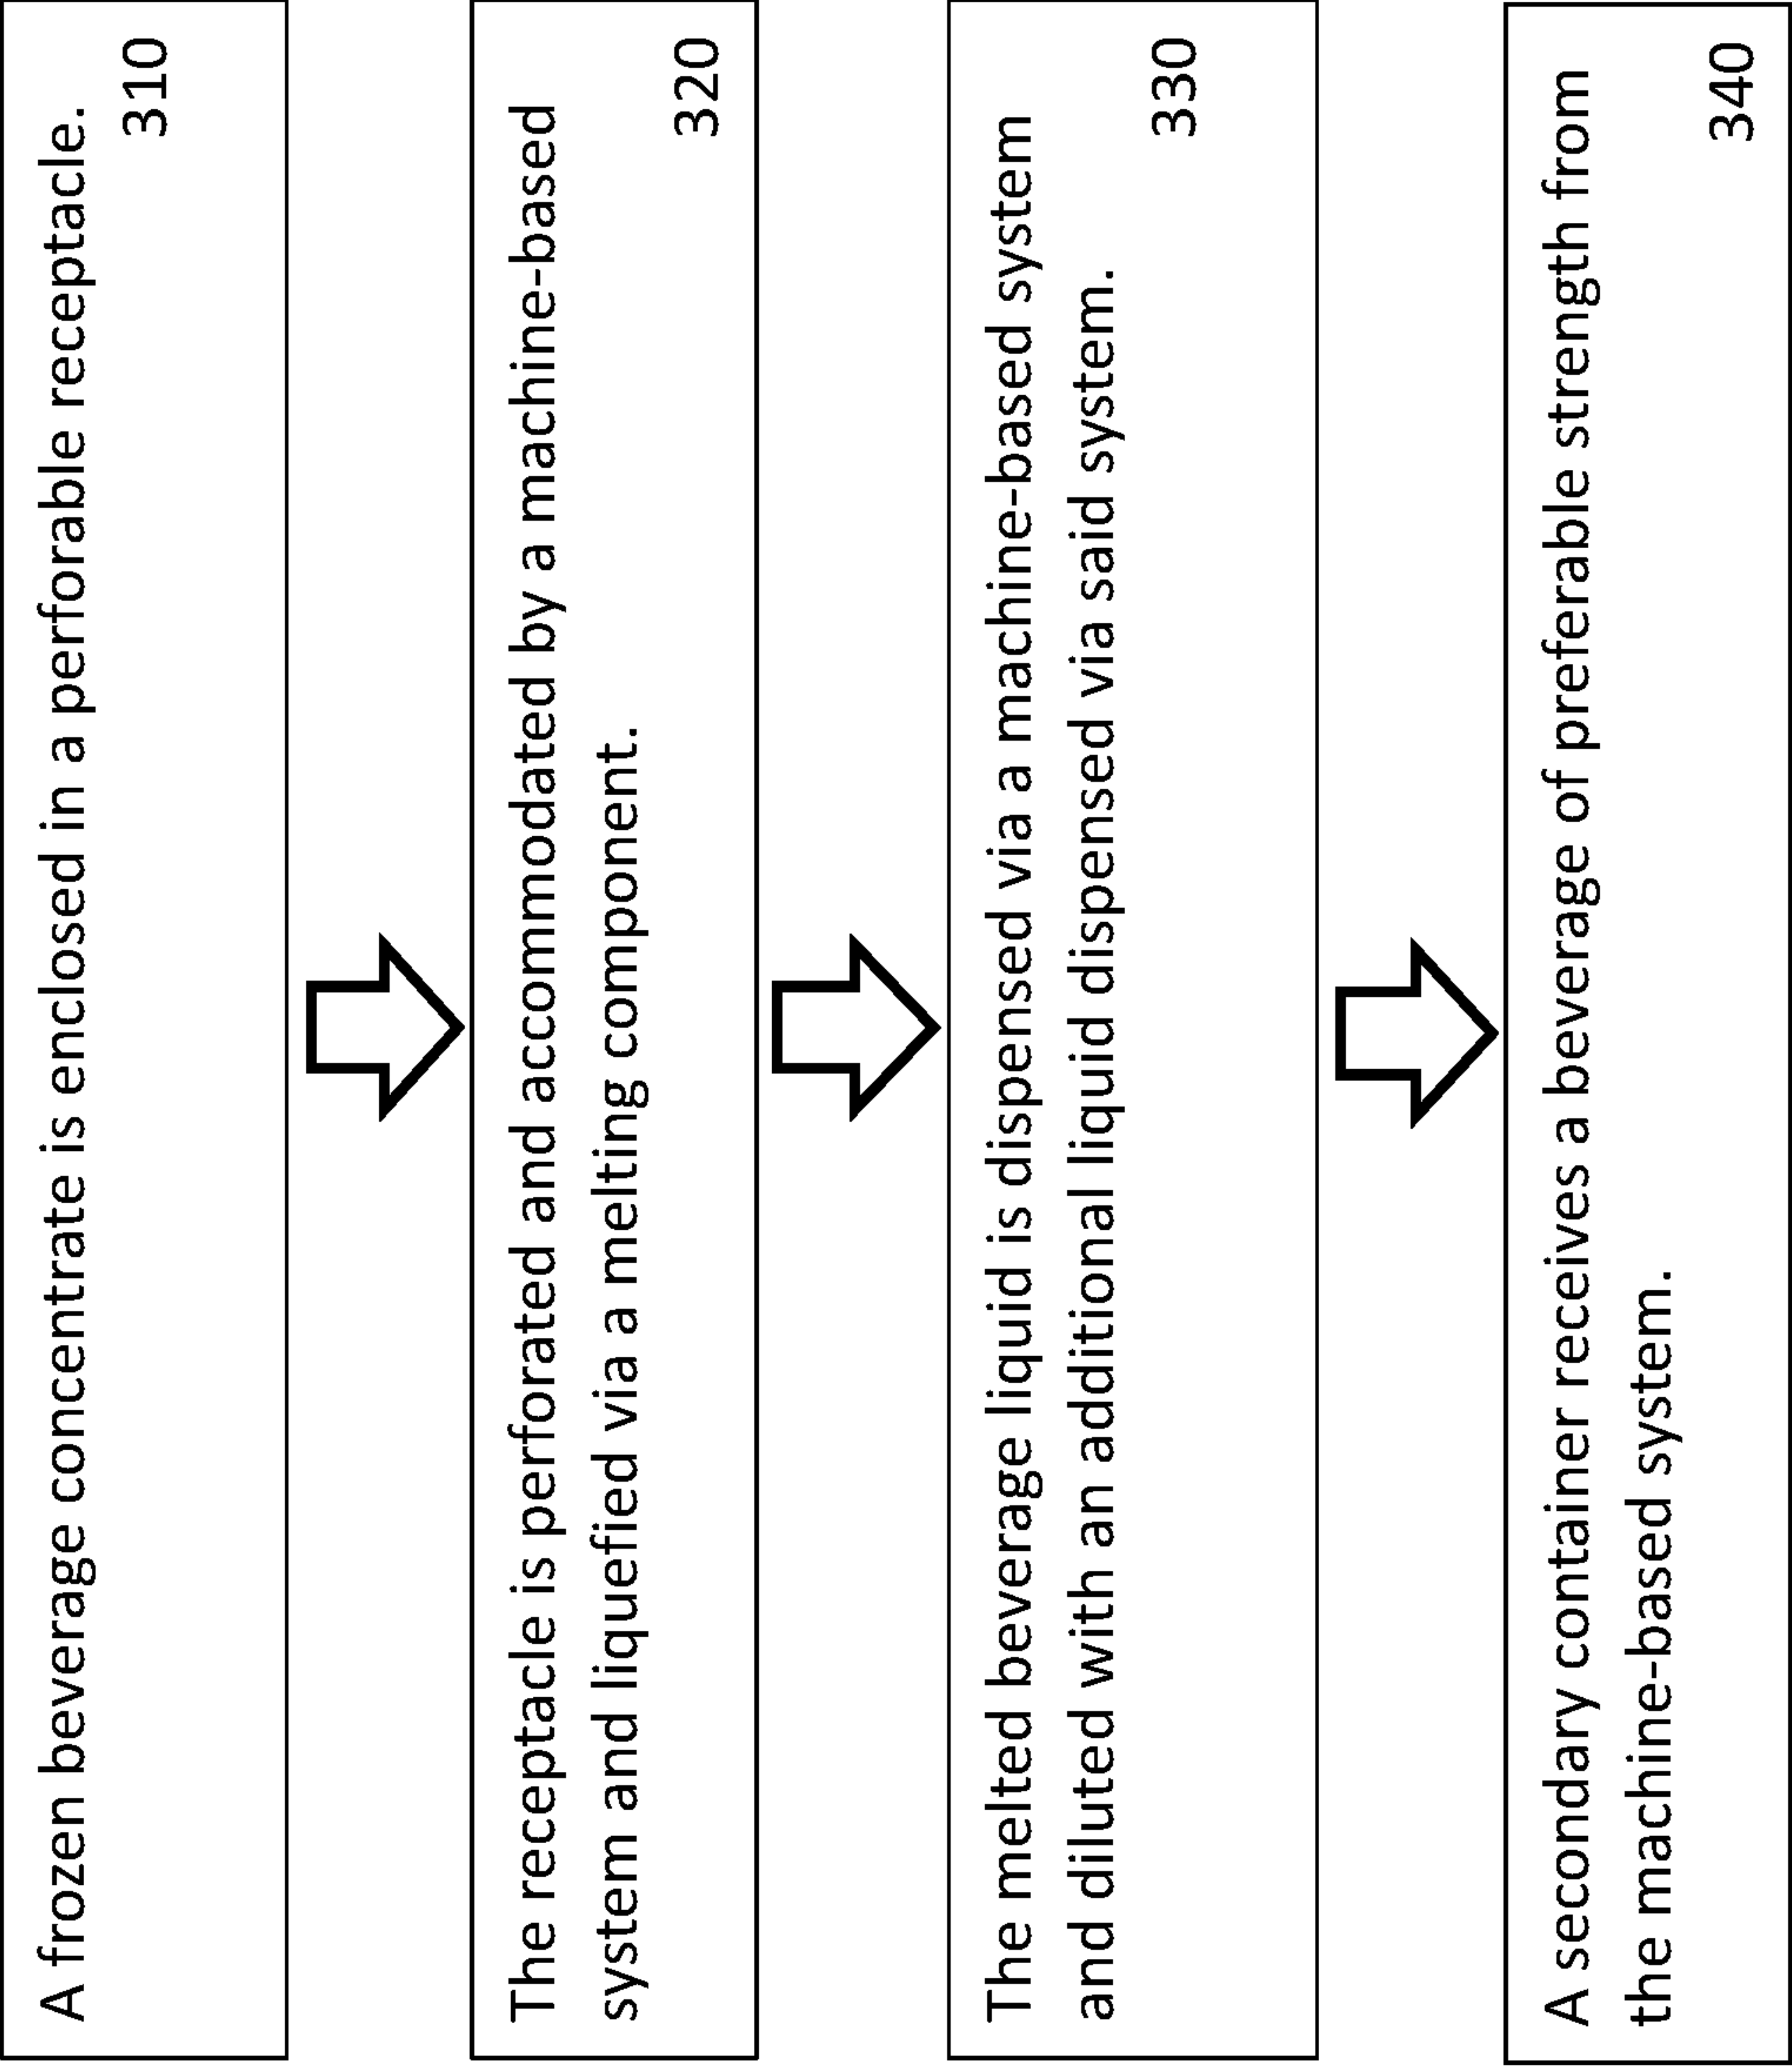 A frozen beverage concentrate is enclosed in a perforable receptacle.
310
The receptacle is perforated and accommodated by a machine-based
system and liquefied via a melting component.
320
The melted beverage liquid is dispensed via a machine-based system
and diluted with an additional liquid dispensed via said system.
330
A secondary container receives a beverage of preferable strength from
the machine-based system.
340